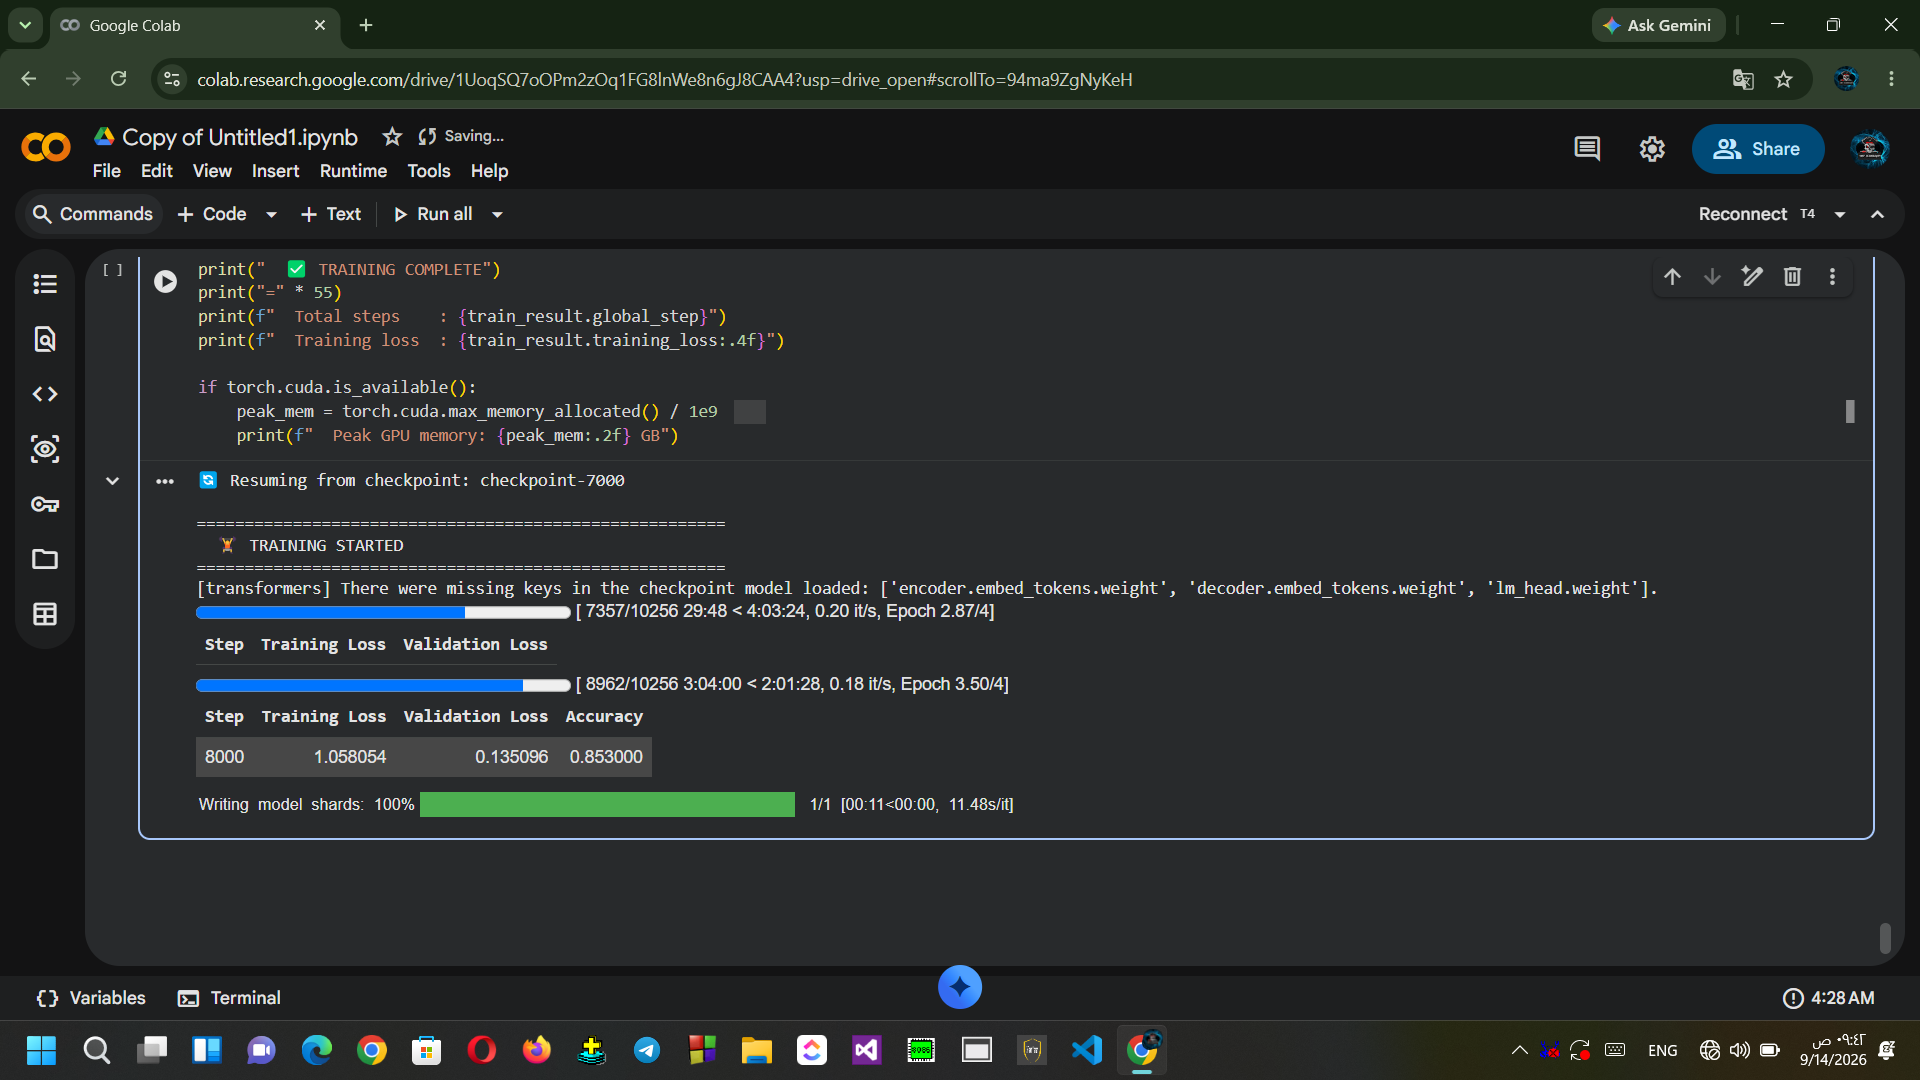 Google Colab
Ask Gemini
colab.research.google.com/drive/1UoqSQ7oOPm2zOq1FG8lnWe8n6gJ8CAA4?usp=drive_open#scrollTo=94ma9ZgNyKeH
Copy of Untitled1.ipynb
Saving...
File Edit View Insert Runtime Tools Help
Share
Commands + Code + Text Run all
Reconnect T4
[ ]
print("  ✅ TRAINING COMPLETE")
print("=" * 55)
print(f"  Total steps    : {train_result.global_step}")
print(f"  Training loss  : {train_result.training_loss:.4f}")
if torch.cuda.is_available():
    peak_mem = torch.cuda.max_memory_allocated() / 1e9
    print(f"  Peak GPU memory: {peak_mem:.2f} GB")
🔄 Resuming from checkpoint: checkpoint-7000
=======================================================
🏋 TRAINING STARTED
=======================================================
[transformers] There were missing keys in the checkpoint model loaded: ['encoder.embed_tokens.weight', 'decoder.embed_tokens.weight', 'lm_head.weight'].
[ 7357/10256 29:48 < 4:03:24, 0.20 it/s, Epoch 2.87/4]
Step Training Loss Validation Loss
[ 8962/10256 3:04:00 < 2:01:28, 0.18 it/s, Epoch 3.50/4]
Step Training Loss Validation Loss Accuracy
8000 1.058054 0.135096 0.853000
Writing model shards: 100% 1/1 [00:11<00:00, 11.48s/it]
{} Variables Terminal
4:28 AM
ENG
٠٩:٤٢ ص
9/14/2026